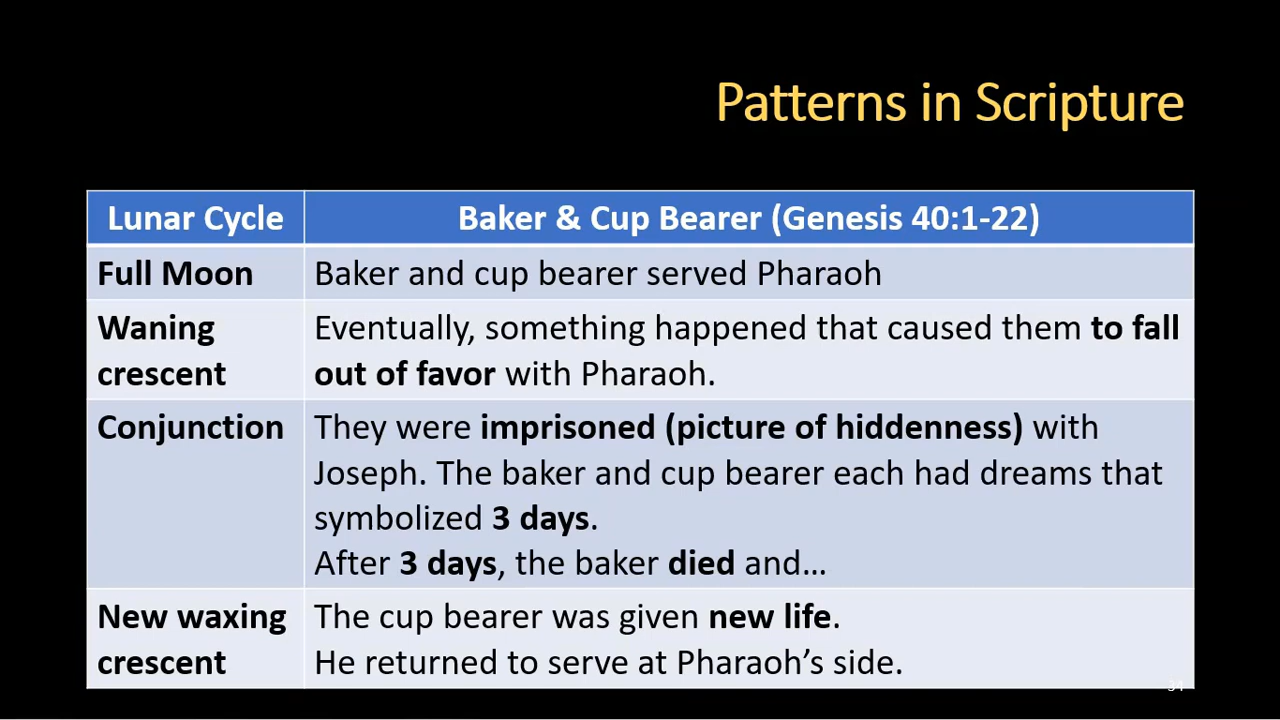 Patterns in Scripture
Lunar Cycle
Baker & Cup Bearer (Genesis 40:1-22)
Full Moon
Baker and cup bearer served Pharaoh
Waning
crescent
Eventually, something happened that caused them to fall
out of favor with Pharaoh.
Conjunction
They were imprisoned (picture of hiddenness) with
Joseph. The baker and cup bearer each had dreams that
symbolized 3 days.
After 3 days, the baker died and…
New waxing
crescent
The cup bearer was given new life.
He returned to serve at Pharaoh’s side.
31